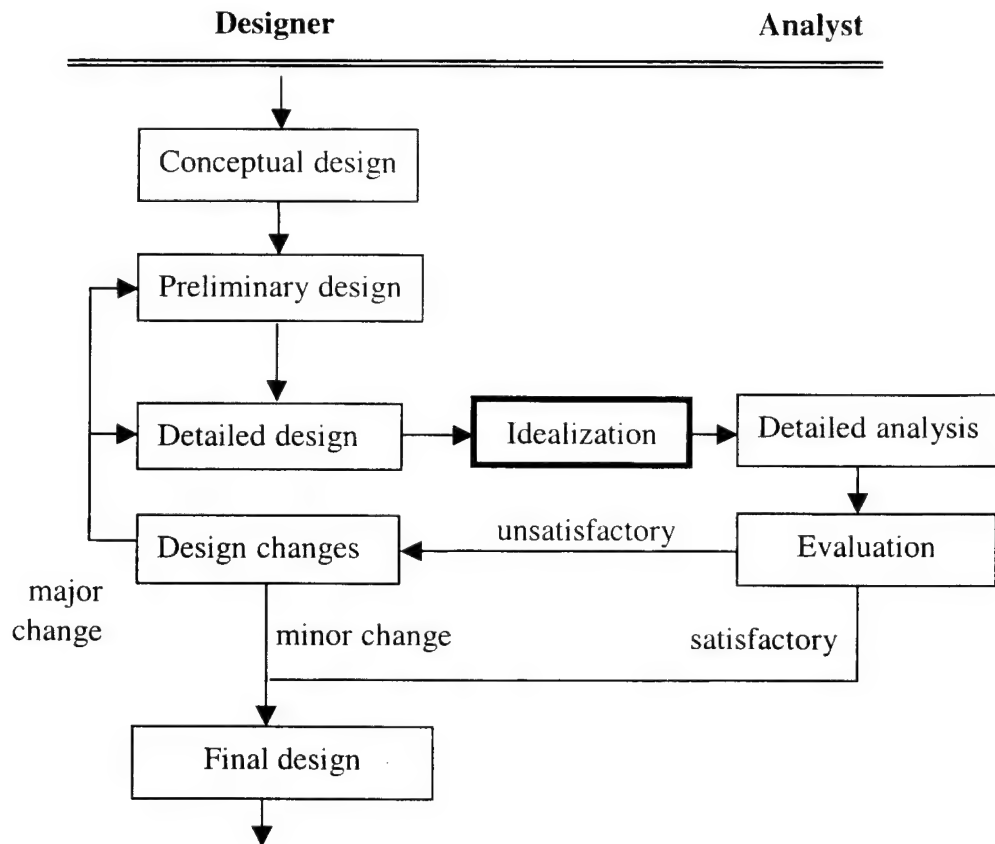 Designer
Analyst
Conceptual design
Preliminary design
Detailed design
Idealization
Detailed analysis
unsatisfactory
Design changes
Evaluation
major
change
minor change
satisfactory
Final design